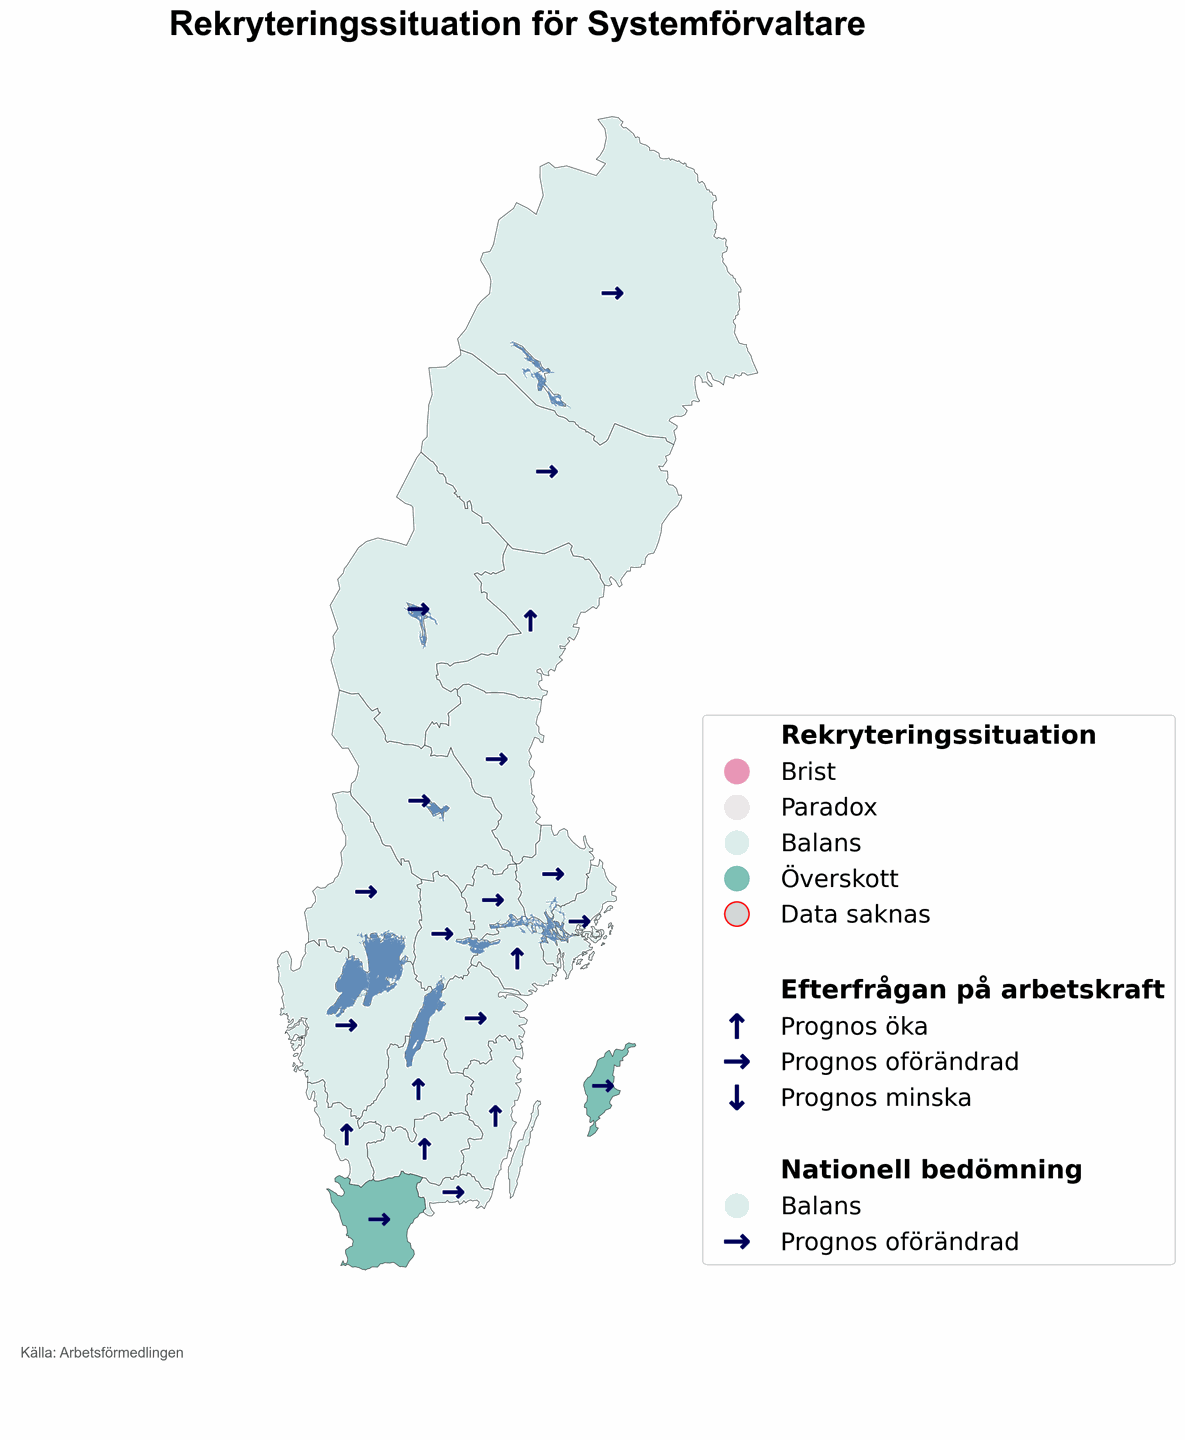 Rekryteringssituation för Systemförvaltare
Rekryteringssituation
Brist
Paradox
Balans
Överskott
Data saknas
Efterfrågan på arbetskraft
Prognos öka
Prognos oförändrad
Prognos minska
Nationell bedömning
Balans
Prognos oförändrad
Källa: Arbetsförmedlingen